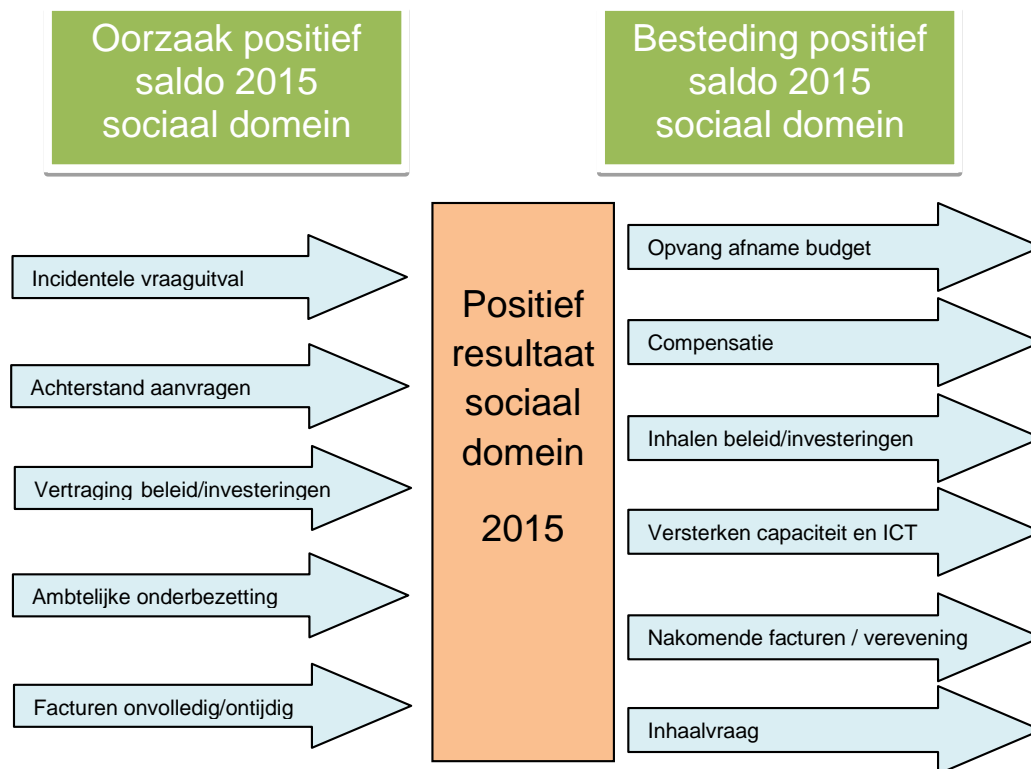 Oorzaak positief
saldo 2015
sociaal domein
Besteding positief
saldo 2015
sociaal domein
Incidentele vraaguitval
Achterstand aanvragen
Vertraging beleid/investeringen
Ambtelijke onderbezetting
Facturen onvolledig/ontijdig
Positief
resultaat
sociaal
domein
2015
Opvang afname budget
Compensatie
Inhalen beleid/investeringen
Versterken capaciteit en ICT
Nakomende facturen / verevening
Inhaalvraag